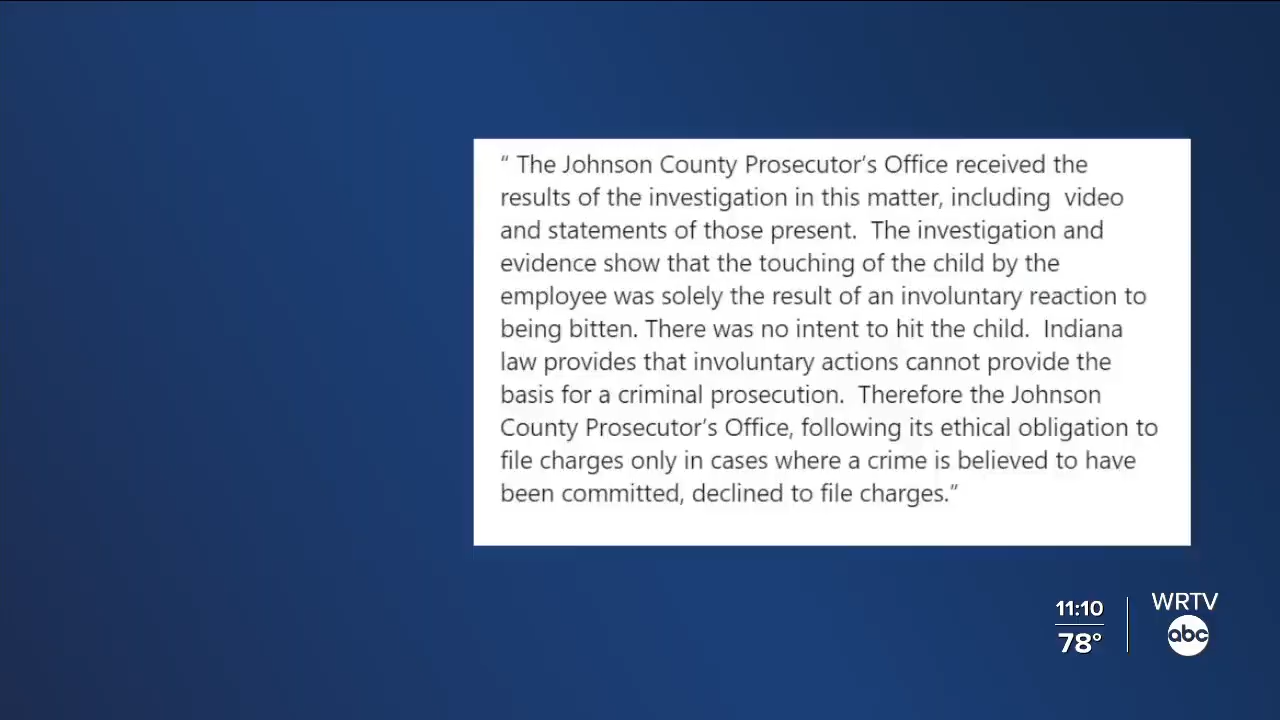 “ The Johnson County Prosecutor’s Office received the
results of the investigation in this matter, including  video
and statements of those present.  The investigation and
evidence show that the touching of the child by the
employee was solely the result of an involuntary reaction to
being bitten. There was no intent to hit the child.  Indiana
law provides that involuntary actions cannot provide the
basis for a criminal prosecution.  Therefore the Johnson
County Prosecutor’s Office, following its ethical obligation to
file charges only in cases where a crime is believed to have
been committed, declined to file charges.”
11:10
78°
WRTV
abc